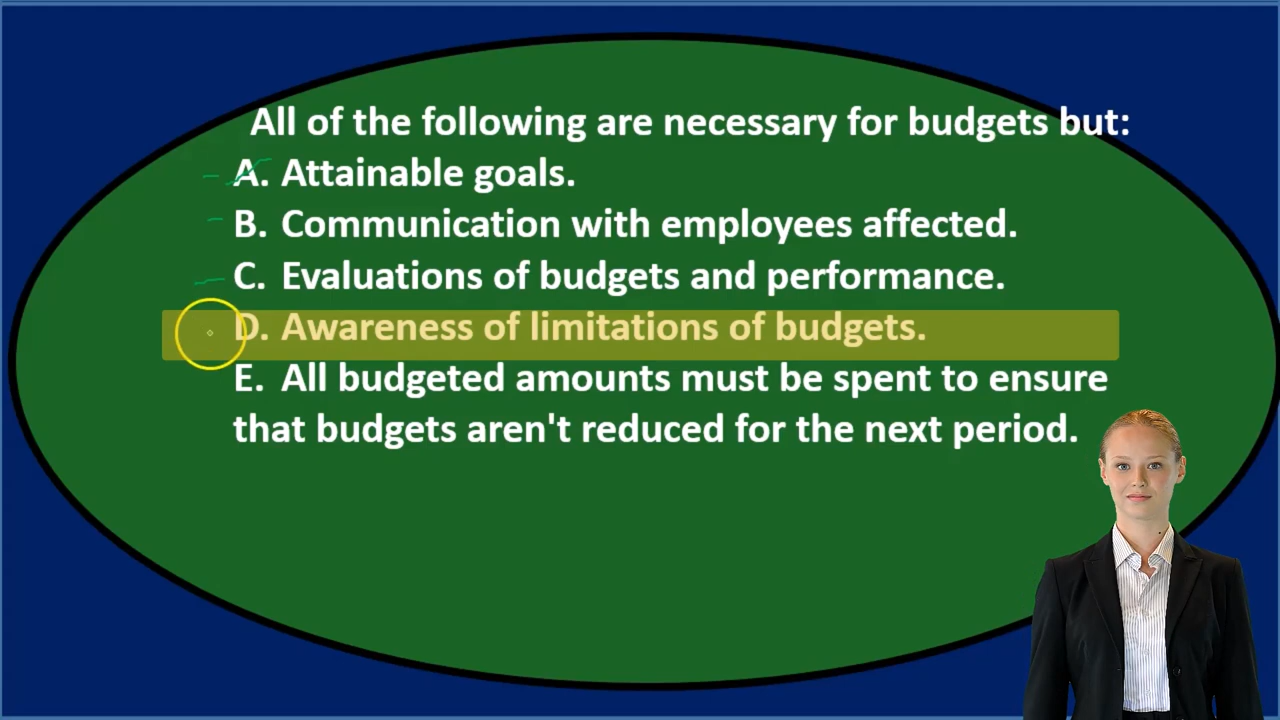 All of the following are necessary for budgets but:
A. Attainable goals.
B. Communication with employees affected.
C. Evaluations of budgets and performance.
D. Awareness of limitations of budgets.
E. All budgeted amounts must be spent to ensure
that budgets aren't reduced for the next period.